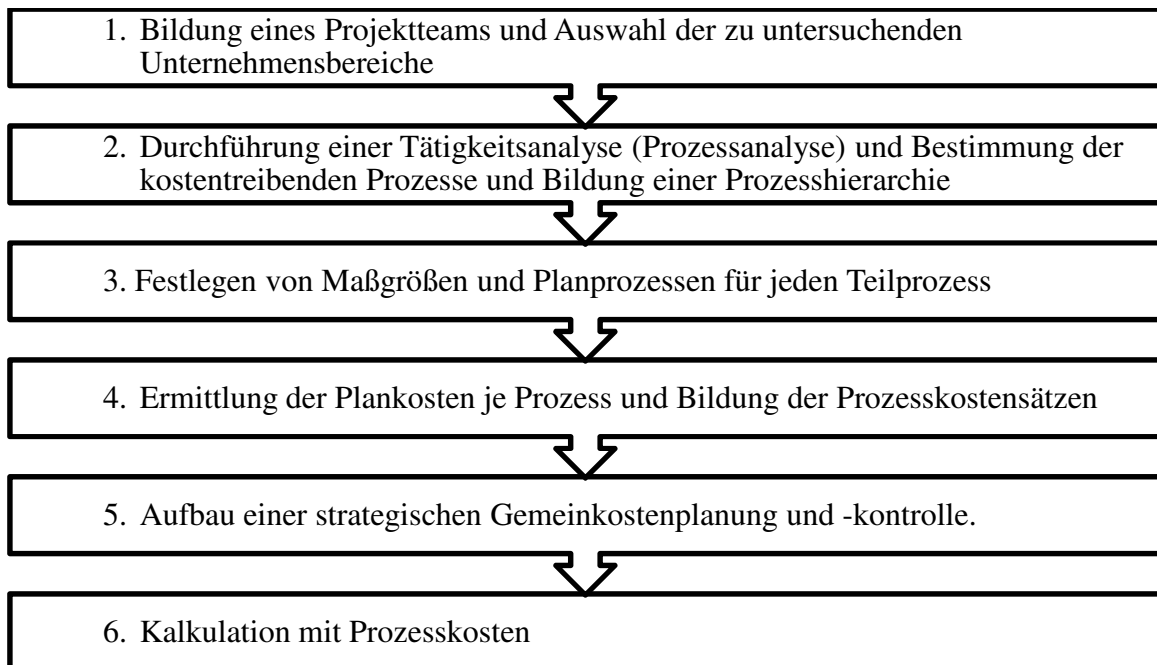 1. Bildung eines Projektteams und Auswahl der zu untersuchenden
Unternehmensbereiche
2. Durchführung einer Tätigkeitsanalyse (Prozessanalyse) und Bestimmung der
kostentreibenden Prozesse und Bildung einer Prozesshierarchie
3. Festlegen von Maßgrößen und Planprozessen für jeden Teilprozess
4. Ermittlung der Plankosten je Prozess und Bildung der Prozesskostensätzen
5. Aufbau einer strategischen Gemeinkostenplanung und -kontrolle.
6. Kalkulation mit Prozesskosten